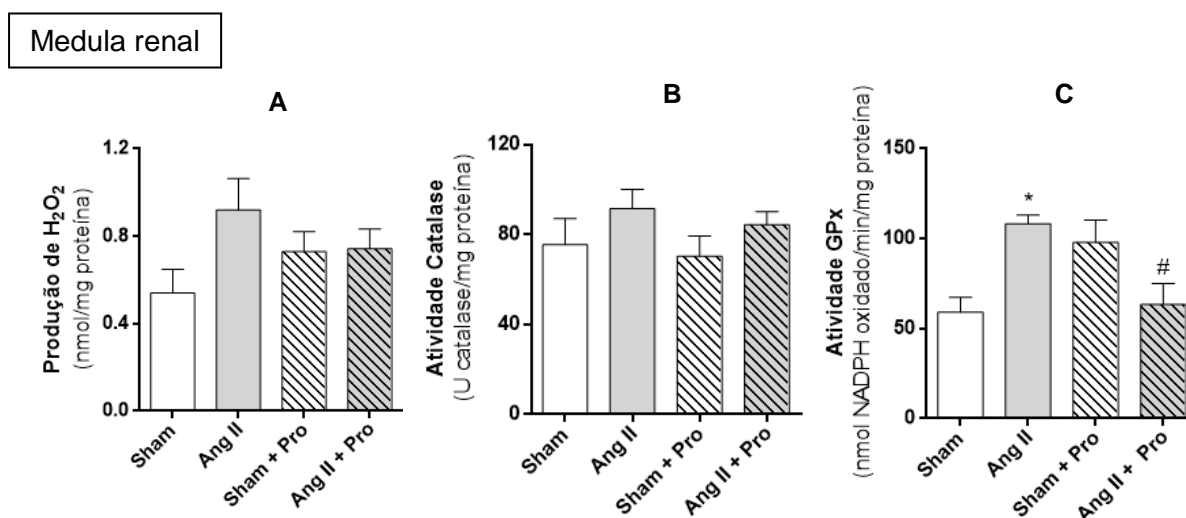 Medula renal
A
Produção de H₂O₂
(nmol/mg proteína)
1.2
0.8
0.4
0.0
Sham
Ang II
Sham + Pro
Ang II + Pro
B
Atividade Catalase
(U catalase/mg proteína)
120
80
40
0
Sham
Ang II
Sham + Pro
Ang II + Pro
C
Atividade GPx
(nmol NADPH oxidado/min/mg proteína)
150
100
50
0
*
#
Sham
Ang II
Sham + Pro
Ang II + Pro